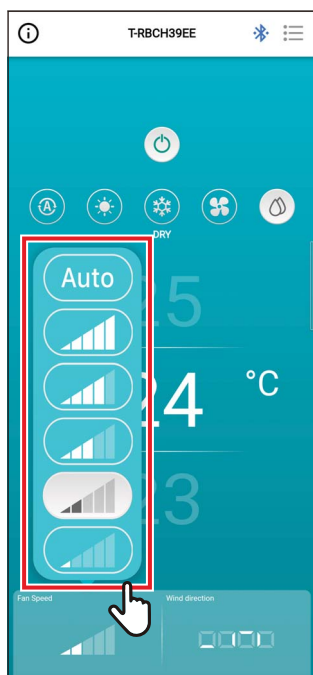 T-RBCH39EE
A
DRY
Auto
25
24 °C
23
Fan Speed
Wind direction